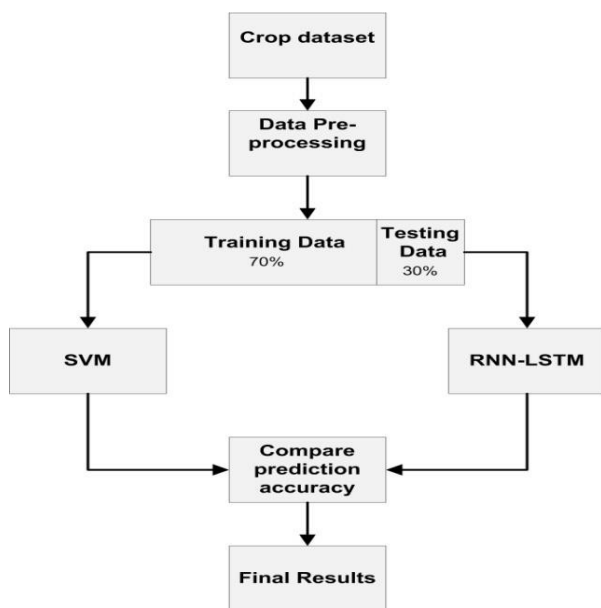 Crop dataset
Data Pre-
processing
Training Data
70%
Testing
Data
30%
SVM
RNN-LSTM
Compare
prediction
accuracy
Final Results